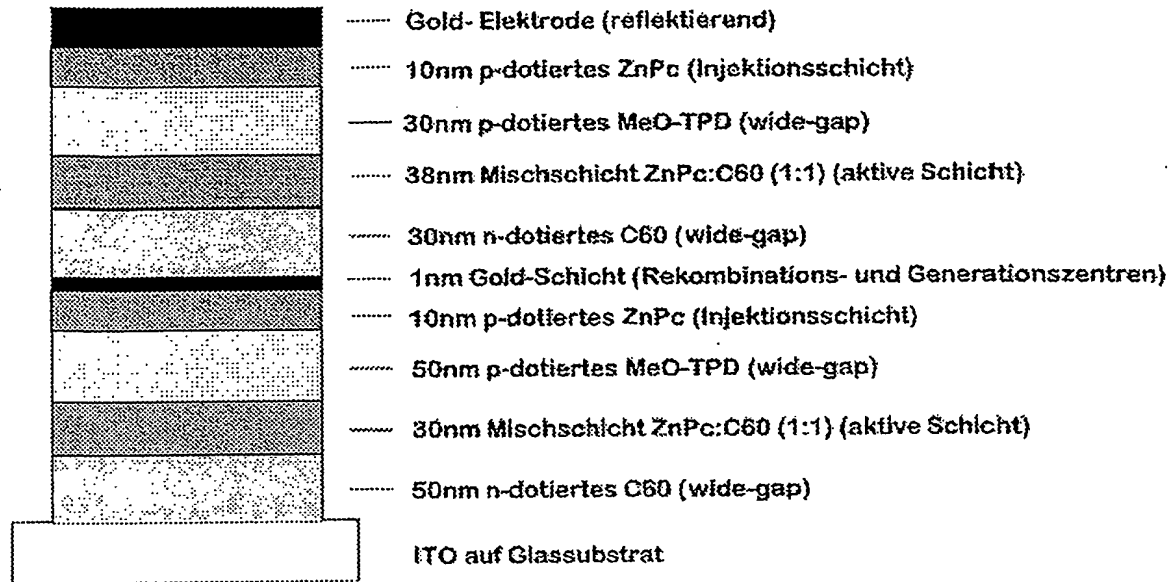 Gold- Elektrode (reflektierend)
10nm p-dotiertes ZnPc (Injektionsschicht)
30nm p-dotiertes MeO-TPD (wide-gap)
38nm Mischschicht ZnPc:C60 (1:1) (aktive Schicht)
30nm n-dotiertes C60 (wide-gap)
1nm Gold-Schicht (Rekombinations- und Generationszentren)
10nm p-dotiertes ZnPc (Injektionsschicht)
50nm p-dotiertes MeO-TPD (wide-gap)
30nm Mischschicht ZnPc:C60 (1:1) (aktive Schicht)
50nm n-dotiertes C60 (wide-gap)
ITO auf Glassubstrat